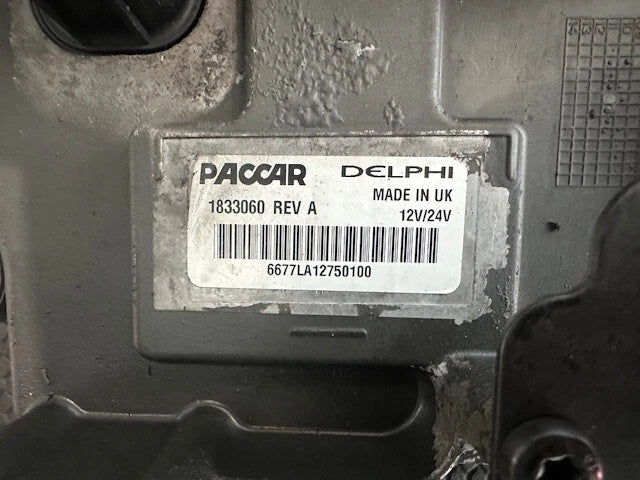 PACCAR DELPHI
1833060 REV A MADE IN UK
12V/24V
6677LA12750100